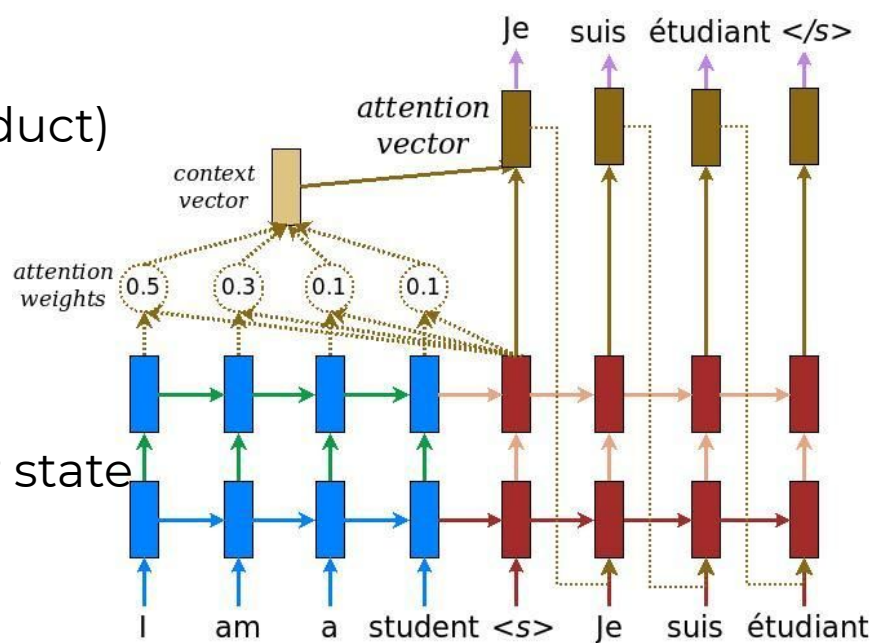 Je suis étudiant </s>
duct)
attention
vector
context
vector
attention
weights
0.5 0.3 0.1 0.1
state
I am a student <s> Je suis étudiant